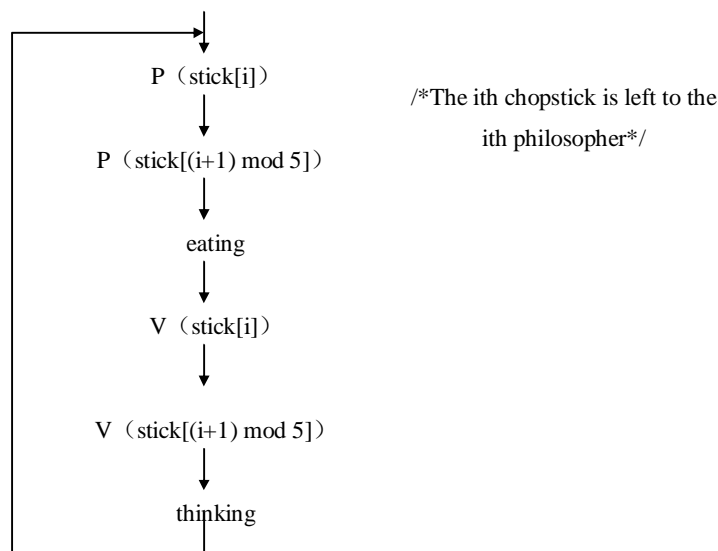 P（stick[i]）
/*The ith chopstick is left to the
ith philosopher*/
P（stick[(i+1) mod 5]）
eating
V（stick[i]）
V（stick[(i+1) mod 5]）
thinking